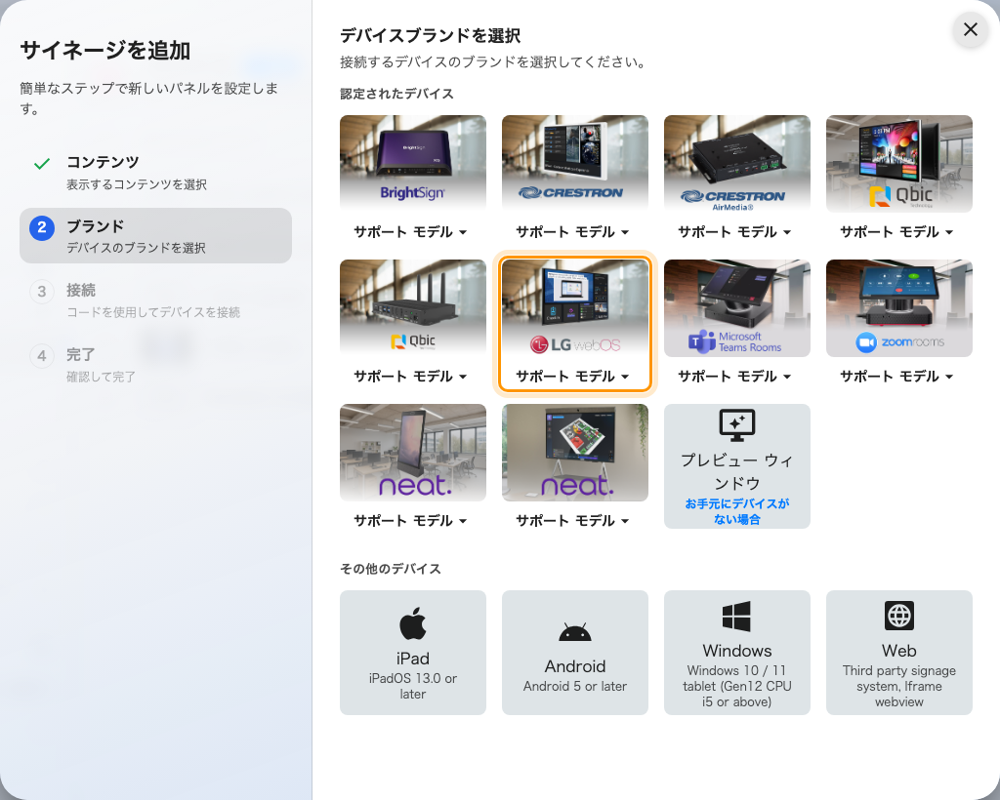 サイネージを追加
簡単なステップで新しいパネルを設定しま
す。
コンテンツ
表示するコンテンツを選択
2
ブランド
デバイスのブランドを選択
3
接続
コードを使用してデバイスを接続
4
完了
確認して完了
デバイスブランドを選択
接続するデバイスのブランドを選択してください。
認定されたデバイス
BrightSign
BrightSign
CRESTRON
CRESTRON
AirMedia®
Qbic
Technology
サポート モデル
サポート モデル
サポート モデル
サポート モデル
Qbic
LG webOS
Microsoft
Teams Rooms
zoomrooms
サポート モデル
サポート モデル
サポート モデル
サポート モデル
neat.
neat.
プレビュー ウィ
ンドウ
お手元にデバイスが
ない場合
サポート モデル
サポート モデル
その他のデバイス
iPad
iPadOS 13.0 or
later
Android
Android 5 or later
Windows
Windows 10 / 11
tablet (Gen12 CPU
i5 or above)
Web
Third party signage
system, Iframe
webview